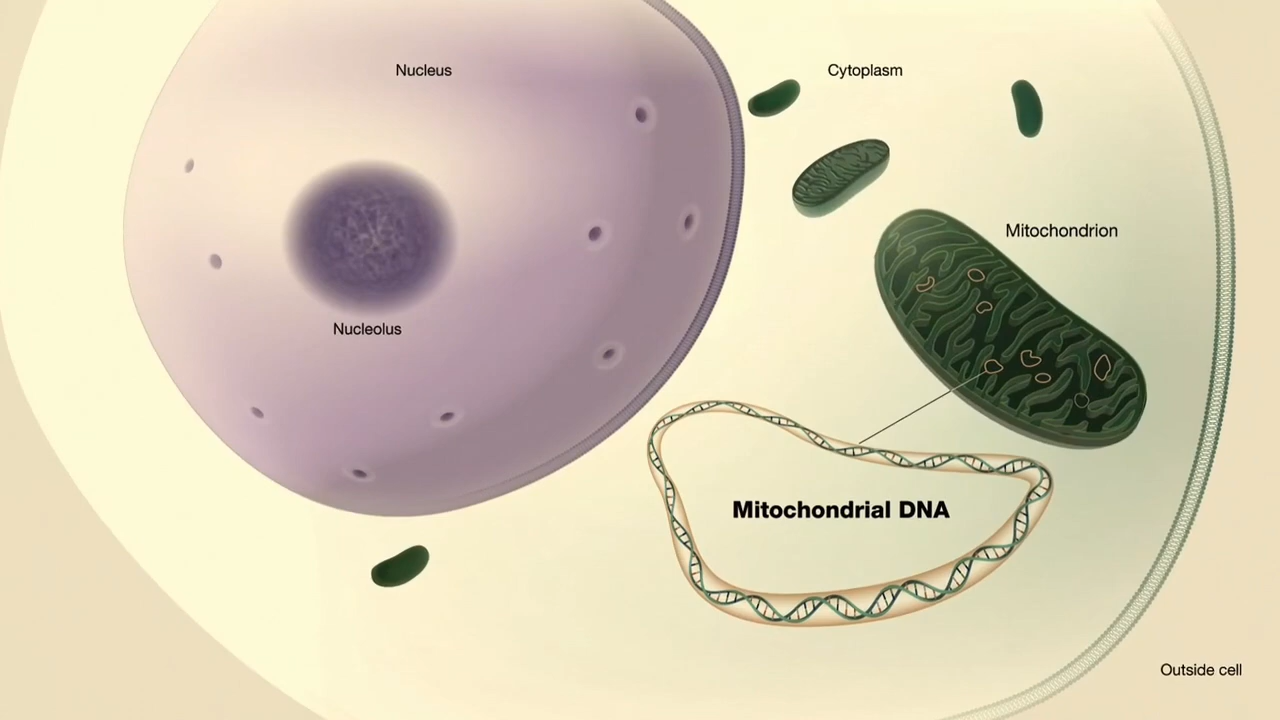 Nucleus
Cytoplasm
Mitochondrion
Nucleolus
Mitochondrial DNA
Outside cell